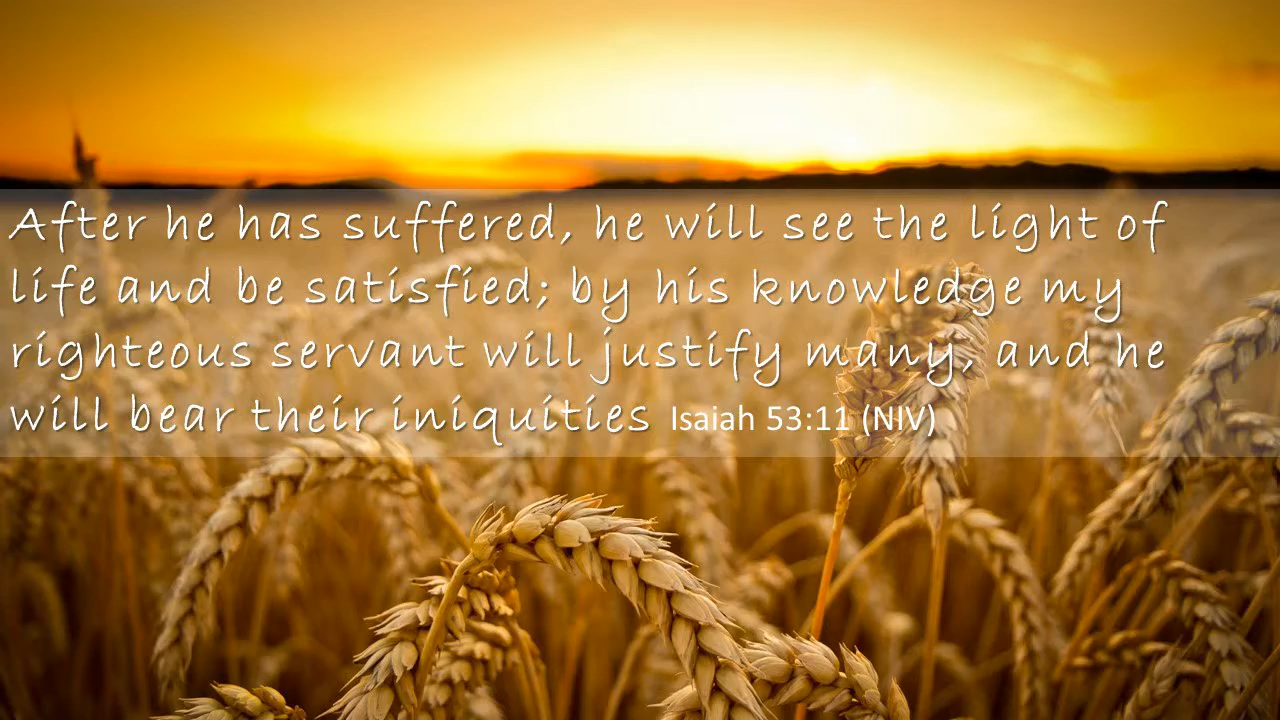 After he has suffered, he will see the light of
life and be satisfied; by his knowledge my
righteous servant will justify many, and he
will bear their iniquities Isaiah 53:11 (NIV)